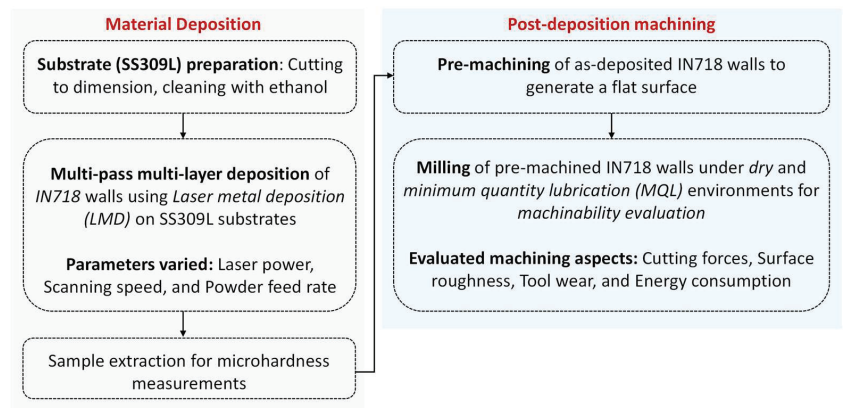 Material Deposition
Substrate (SS309L) preparation: Cutting
to dimension, cleaning with ethanol
Multi-pass multi-layer deposition of
IN718 walls using Laser metal deposition
(LMD) on SS309L substrates
Parameters varied: Laser power,
Scanning speed, and Powder feed rate
Sample extraction for microhardness
measurements
Post-deposition machining
Pre-machining of as-deposited IN718 walls to
generate a flat surface
Milling of pre-machined IN718 walls under dry and
minimum quantity lubrication (MQL) environments for
machinability evaluation
Evaluated machining aspects: Cutting forces, Surface
roughness, Tool wear, and Energy consumption